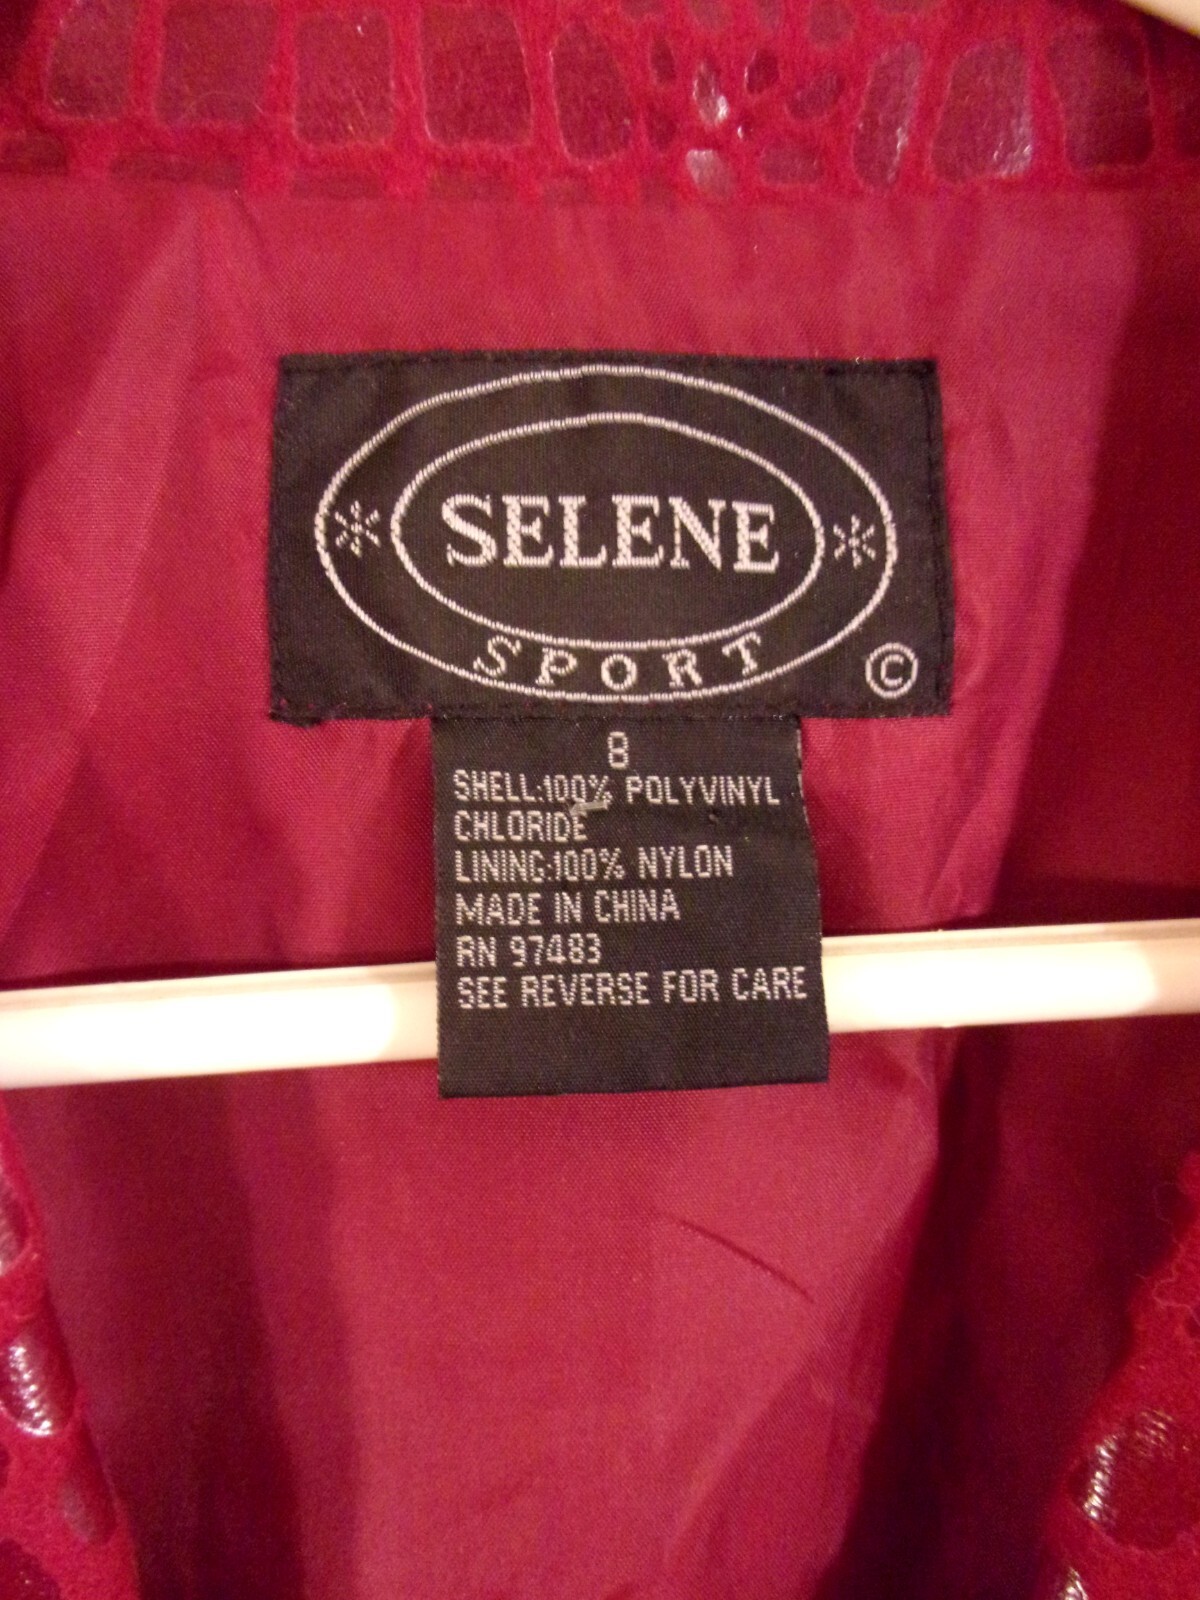 SELENE
SPORT ©
8
SHELL:100% POLYVINYL
CHLORIDE
LINING:100% NYLON
MADE IN CHINA
RN 97483
SEE REVERSE FOR CARE